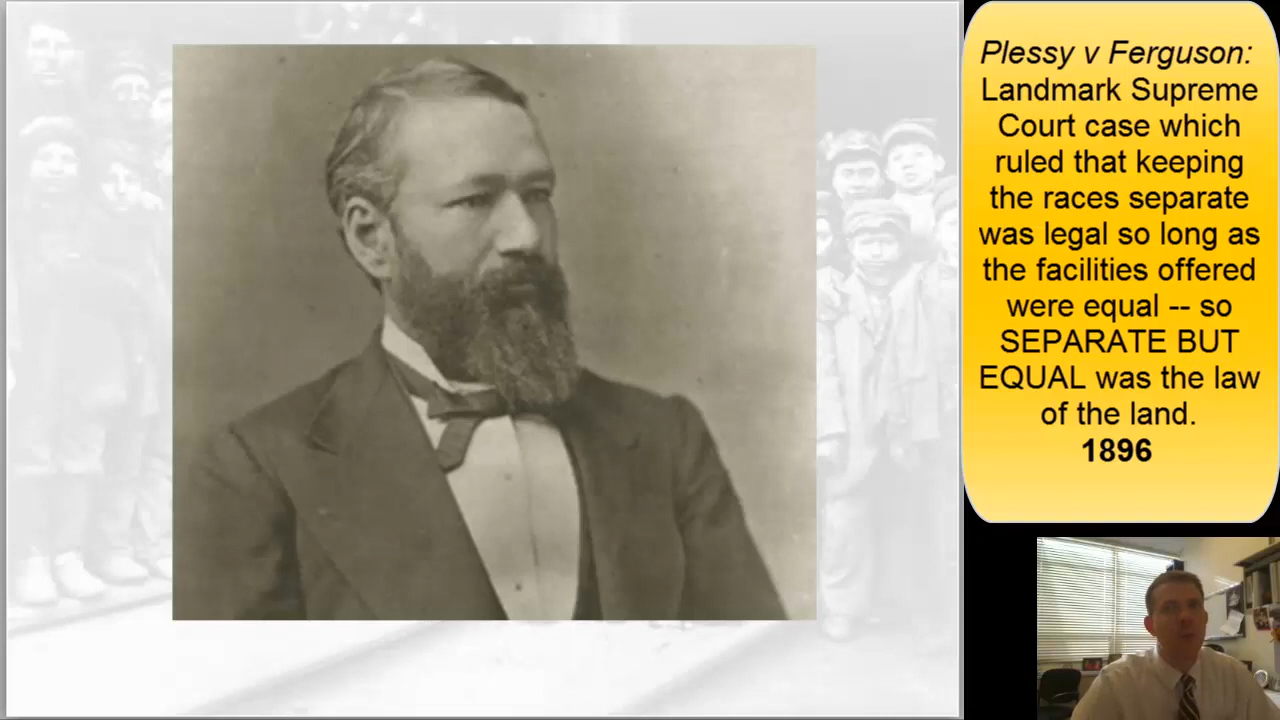 Plessy v Ferguson:
Landmark Supreme
Court case which
ruled that keeping
the races separate
was legal so long as
the facilities offered
were equal -- so
SEPARATE BUT
EQUAL was the law
of the land.
1896